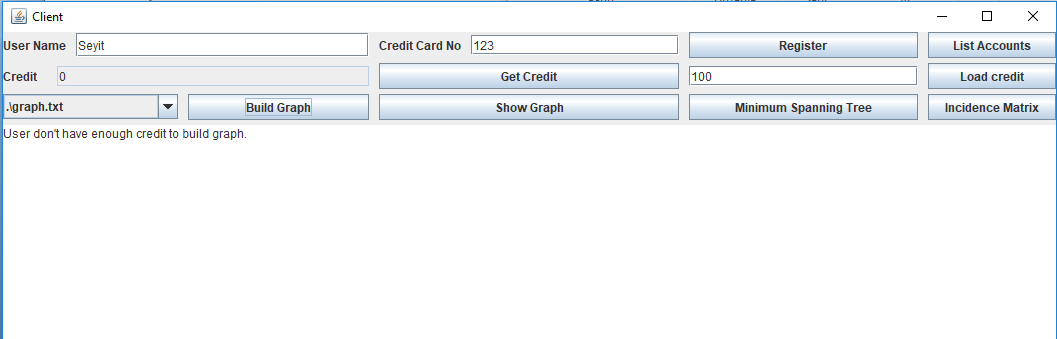 Client
User Name Seyit Credit Card No 123 Register List Accounts
Credit 0 Get Credit 100 Load credit
.\graph.txt Build Graph Show Graph Minimum Spanning Tree Incidence Matrix
User don't have enough credit to build graph.